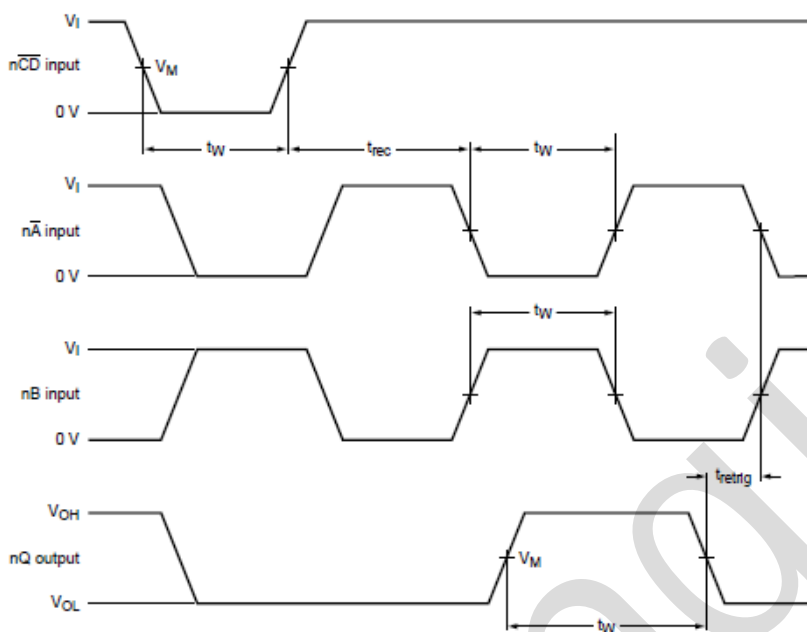 VI
nCD input
VM
0 V
tW
trec
tW
VI
nA input
0 V
tW
VI
nB input
0 V
tretrig
VOH
nQ output
VM
VOL
tW